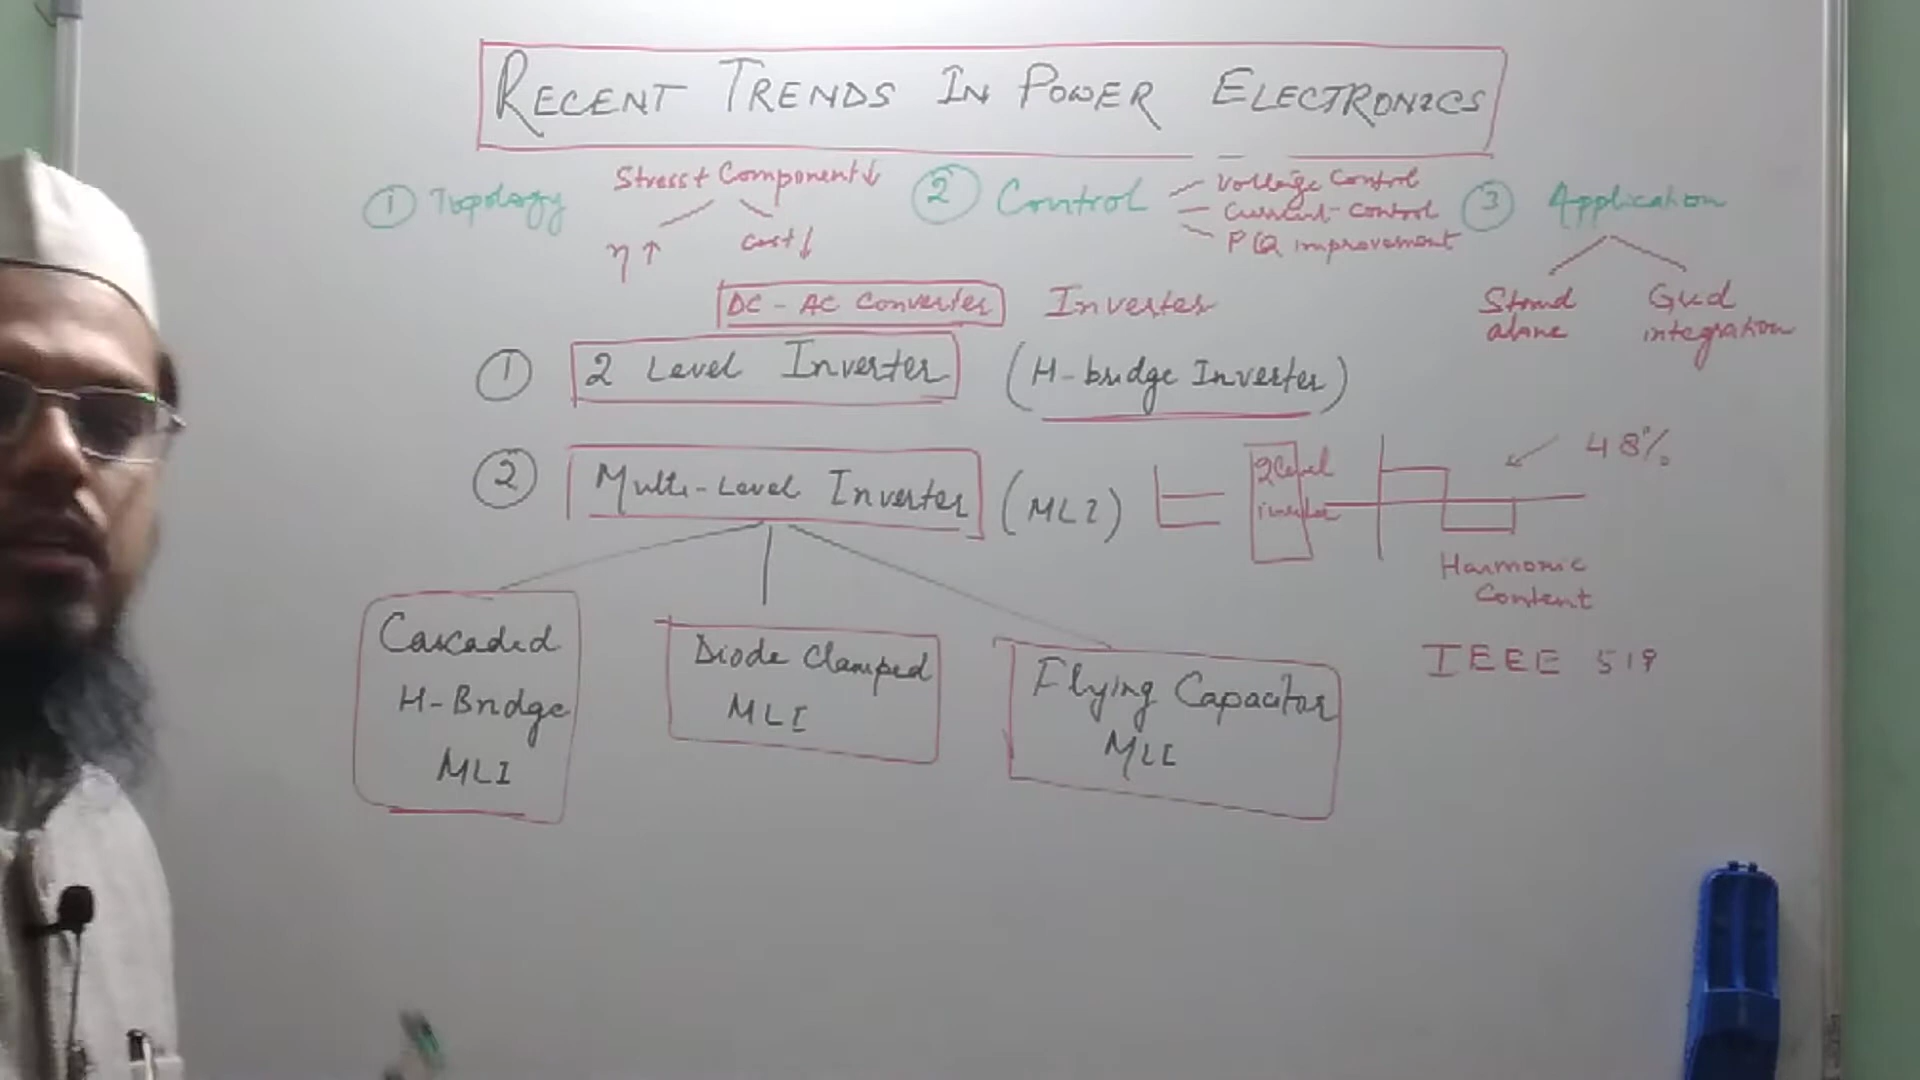 RECENT TRENDS IN POWER ELECTRONICS
① Topology
Stress + Component↓
η ↑
cost↓
② Control
Voltage Control
Current-Control
PQ improvement
③ Application
Stand alone
Grid integration
DC - AC Converter Inverter
① 2 Level Inverter (H-bridge Inverter)
② Multi-Level Inverter (MLI)
2 level
inverter
48%
Harmonic
Content
IEEE 519
Cascaded
H-Bridge
MLI
Diode Clamped
MLI
Flying Capacitor
MLI